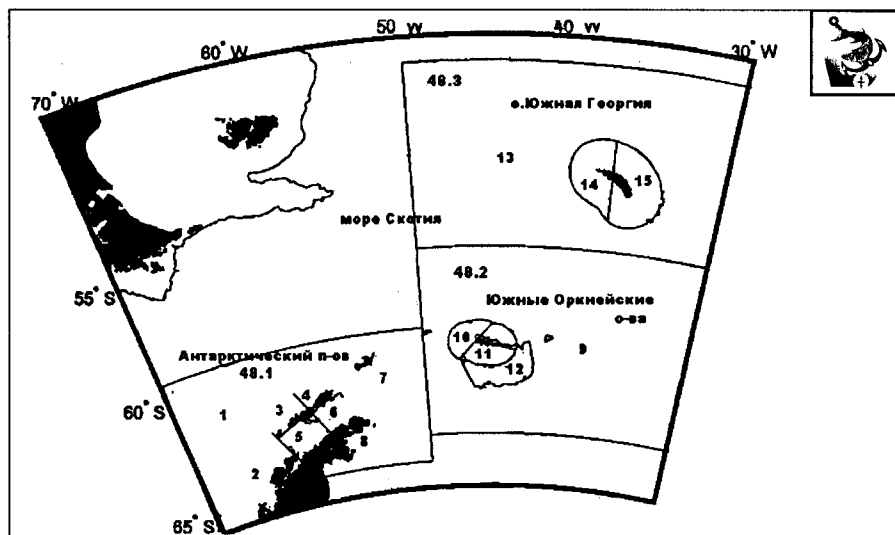 50 W
40 W
60° W
30° W
70° W
48.3
о.Южная Георгия
13
14
15
море Скотия
48.2
Южные Оркнейские
о-ва
55° S
10
11
12
9
Антарктический п-ов
48.1
7
4
60° S
1
3
6
5
8
2
65° S